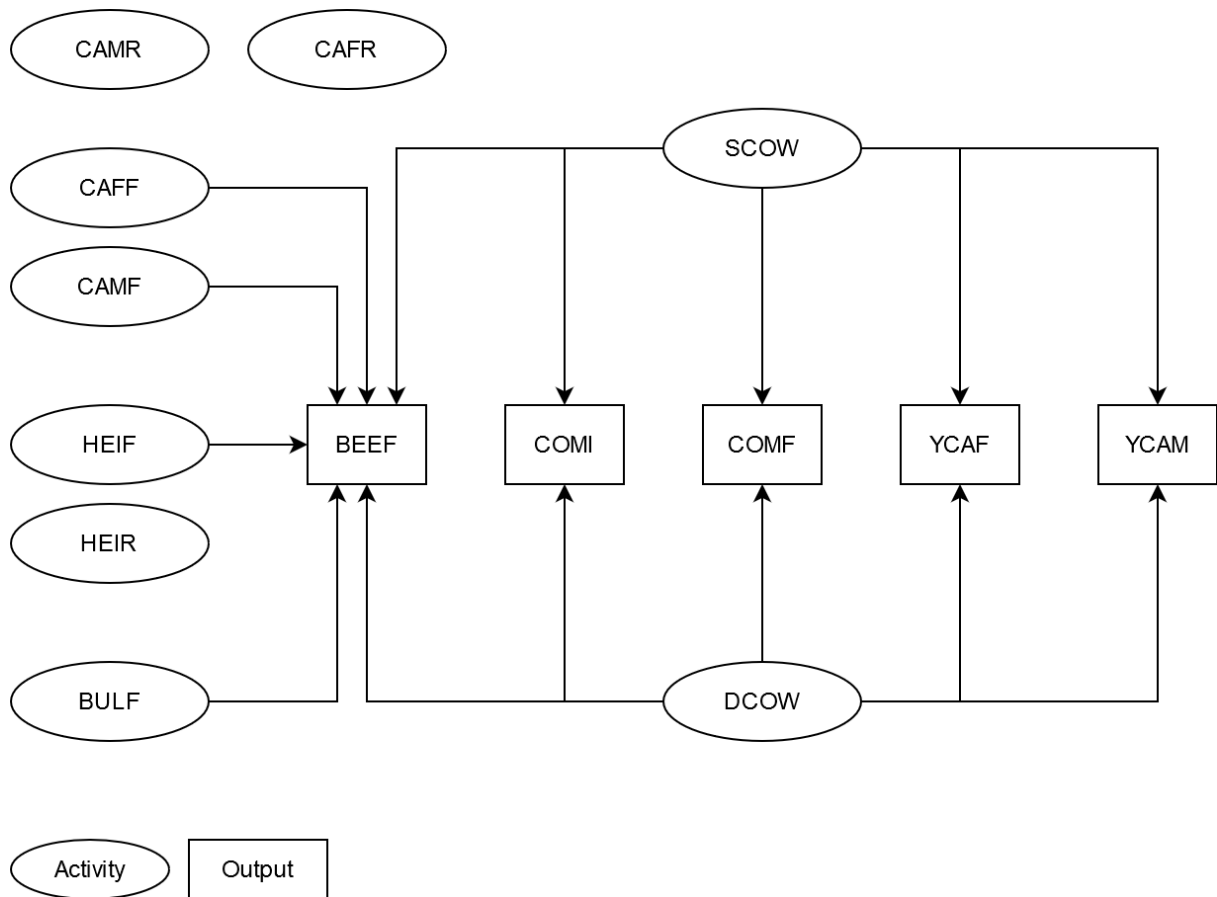 CAMR
CAFR
SCOW
CAFF
CAMF
HEIF
BEEF
COMI
COMF
YCAF
YCAM
HEIR
BULF
DCOW
Activity
Output